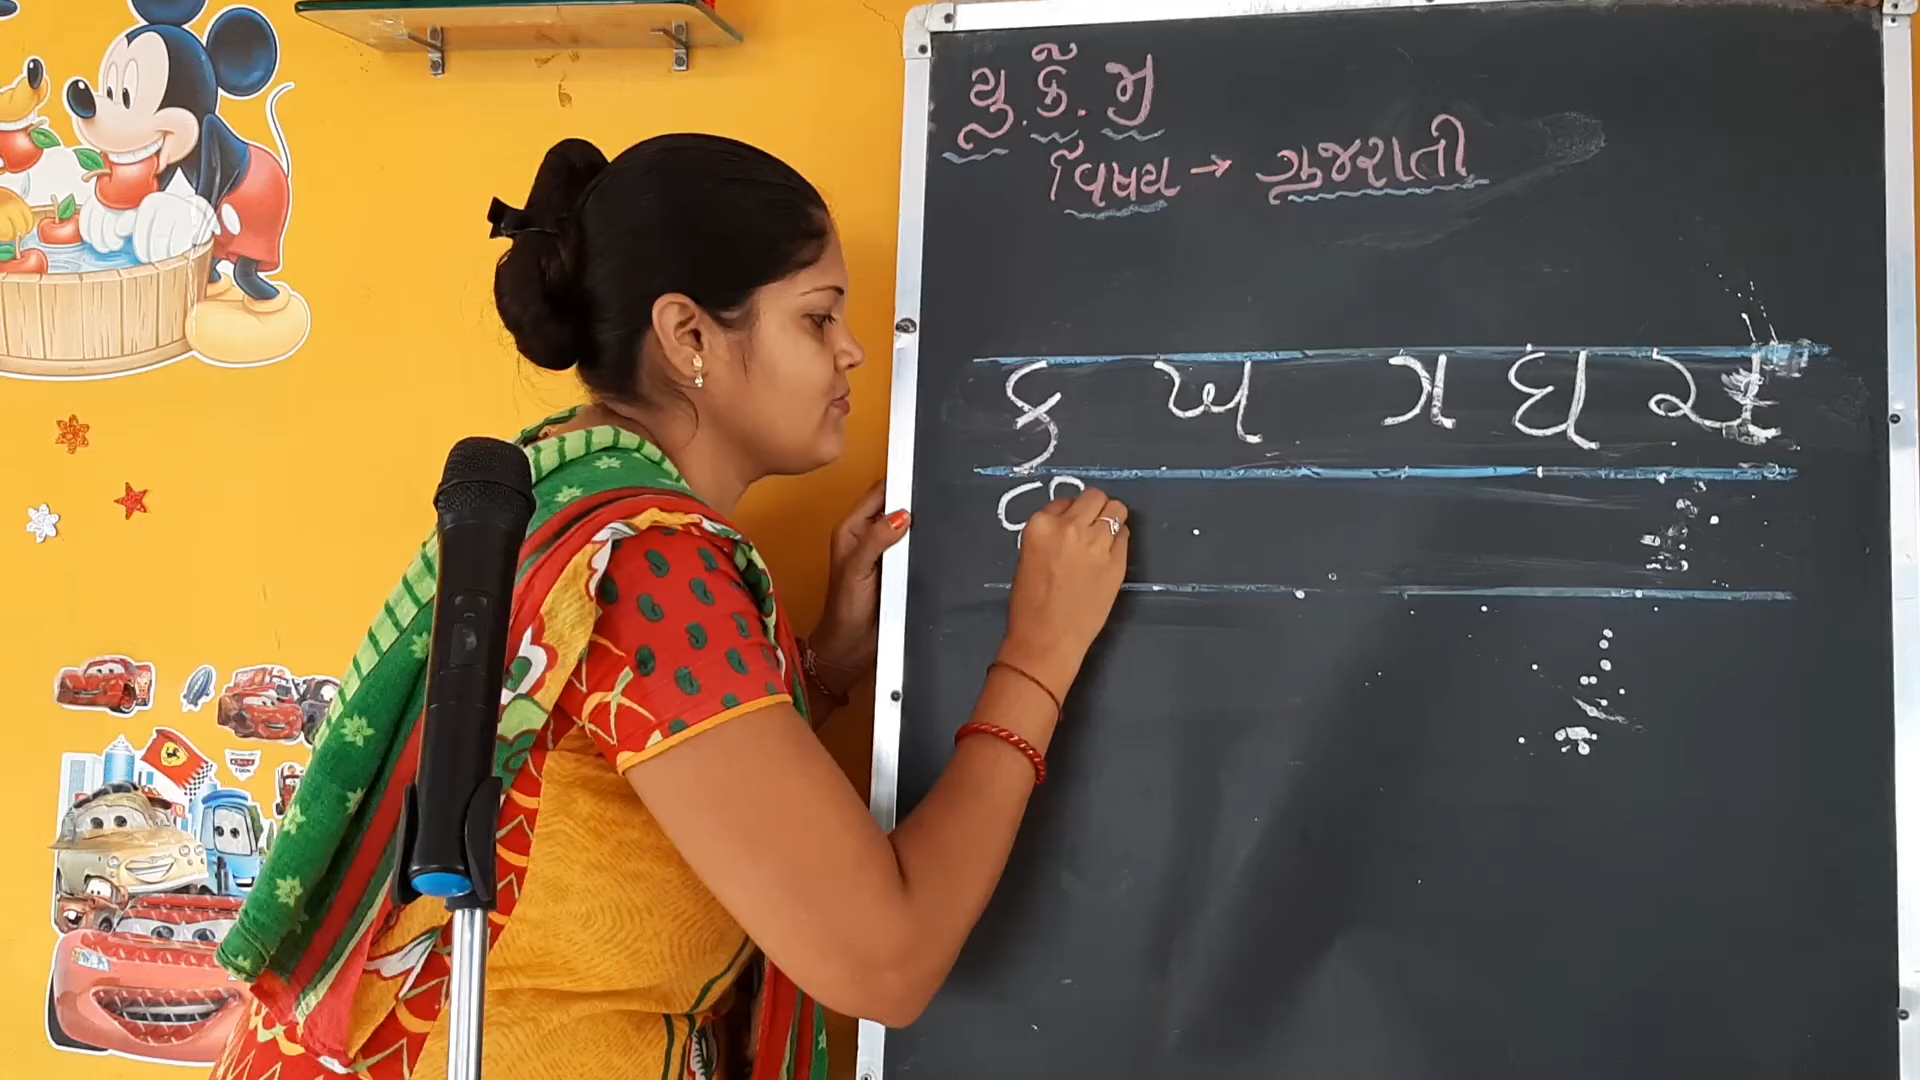 યુ.કે.જી
વિષય → ગુજરાતી
ક ખ ગ ઘ ચ
છ